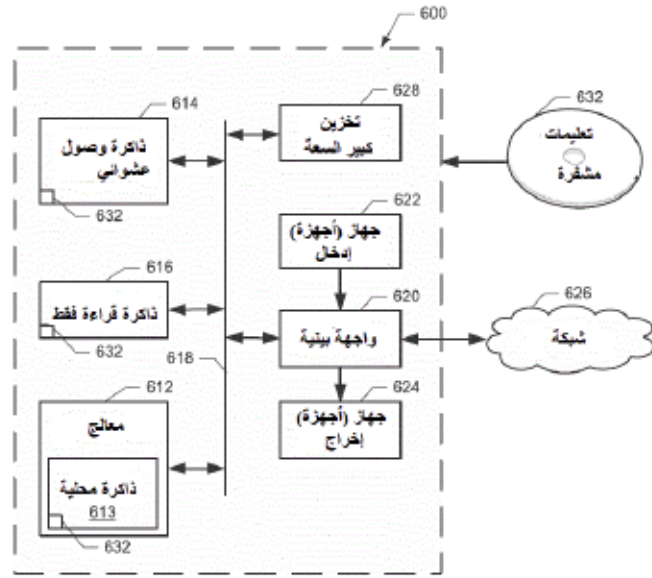 600
614
ذاكرة وصول
عشوائي
632
628
تخزين
كبير السعة
632
تعليمات
مشفرة
622
جهاز (أجهزة)
إدخال
616
ذاكرة قراءة فقط
632
620
واجهة بينية
618
626
شبكة
612
معالج
ذاكرة محلية
613
632
624
جهاز (أجهزة)
إخراج